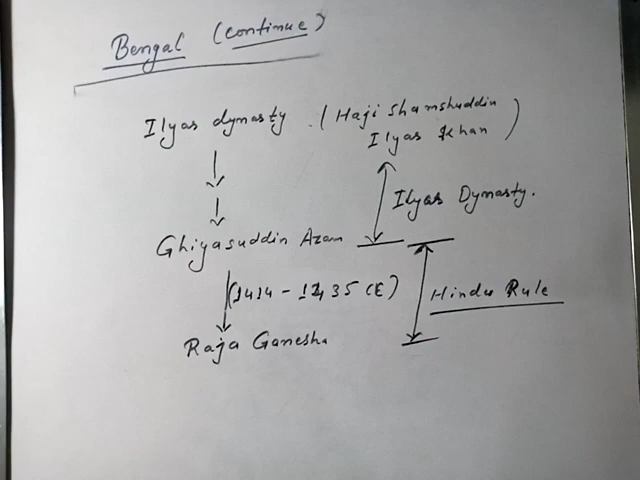 Bengal (continue)
Ilyas dynasty (Haji Shamshuddin
Ilyas Khan)
Ilyas Dynasty.
Ghiyasuddin Azam
(1414 - 1435 CE)
Hindu Rule
Raja Ganesha